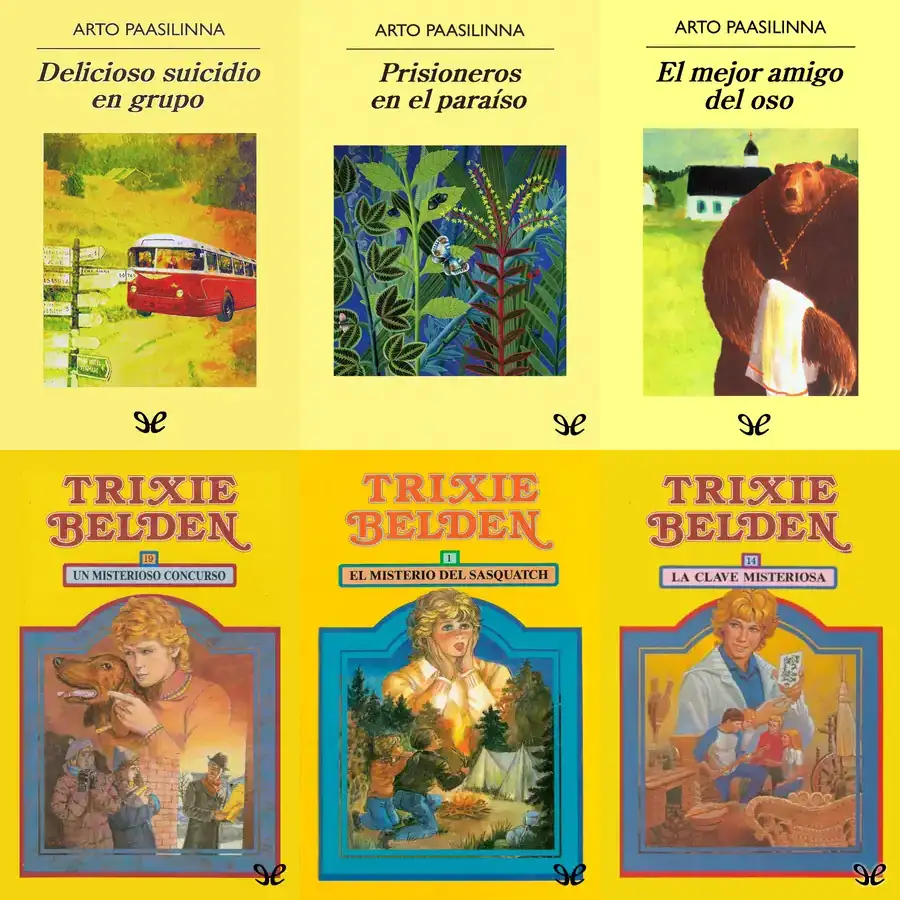 ARTO PAASILINNA
Delicioso suicidio
en grupo
ARTO PAASILINNA
Prisioneros
en el paraíso
ARTO PAASILINNA
El mejor amigo
del oso
TRIXIE
BELDEN
19
UN MISTERIOSO CONCURSO
TRIXIE
BELDEN
1
EL MISTERIO DEL SASQUATCH
TRIXIE
BELDEN
14
LA CLAVE MISTERIOSA